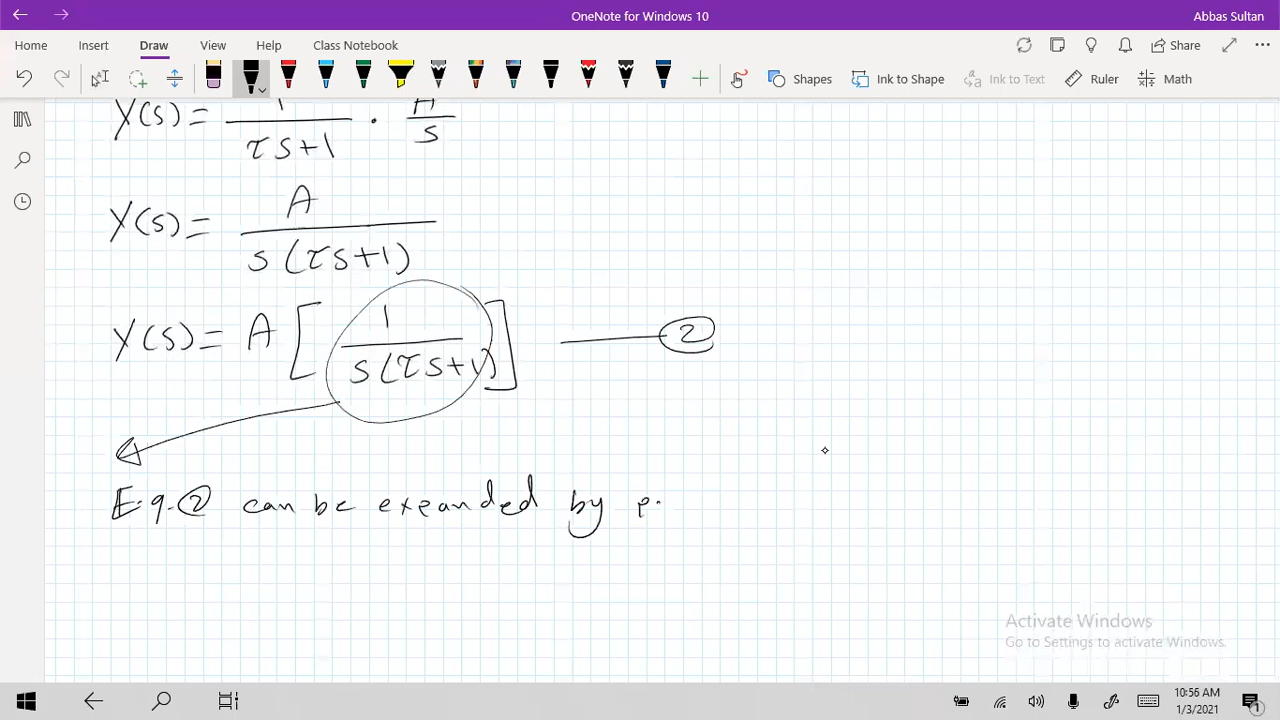 OneNote for Windows 10
Abbas Sultan
Home Insert Draw View Help Class Notebook Share
Shapes Ink to Shape Ink to Text Ruler Math
Y(s) = 1/(τs+1) · A/s
Y(s) = A/(s(τs+1))
Y(s) = A [1/(s(τs+1))] —— ②
Eq.② can be expanded by p.
Activate Windows
Go to Settings to activate Windows.
10:56 AM
1/3/2021
1